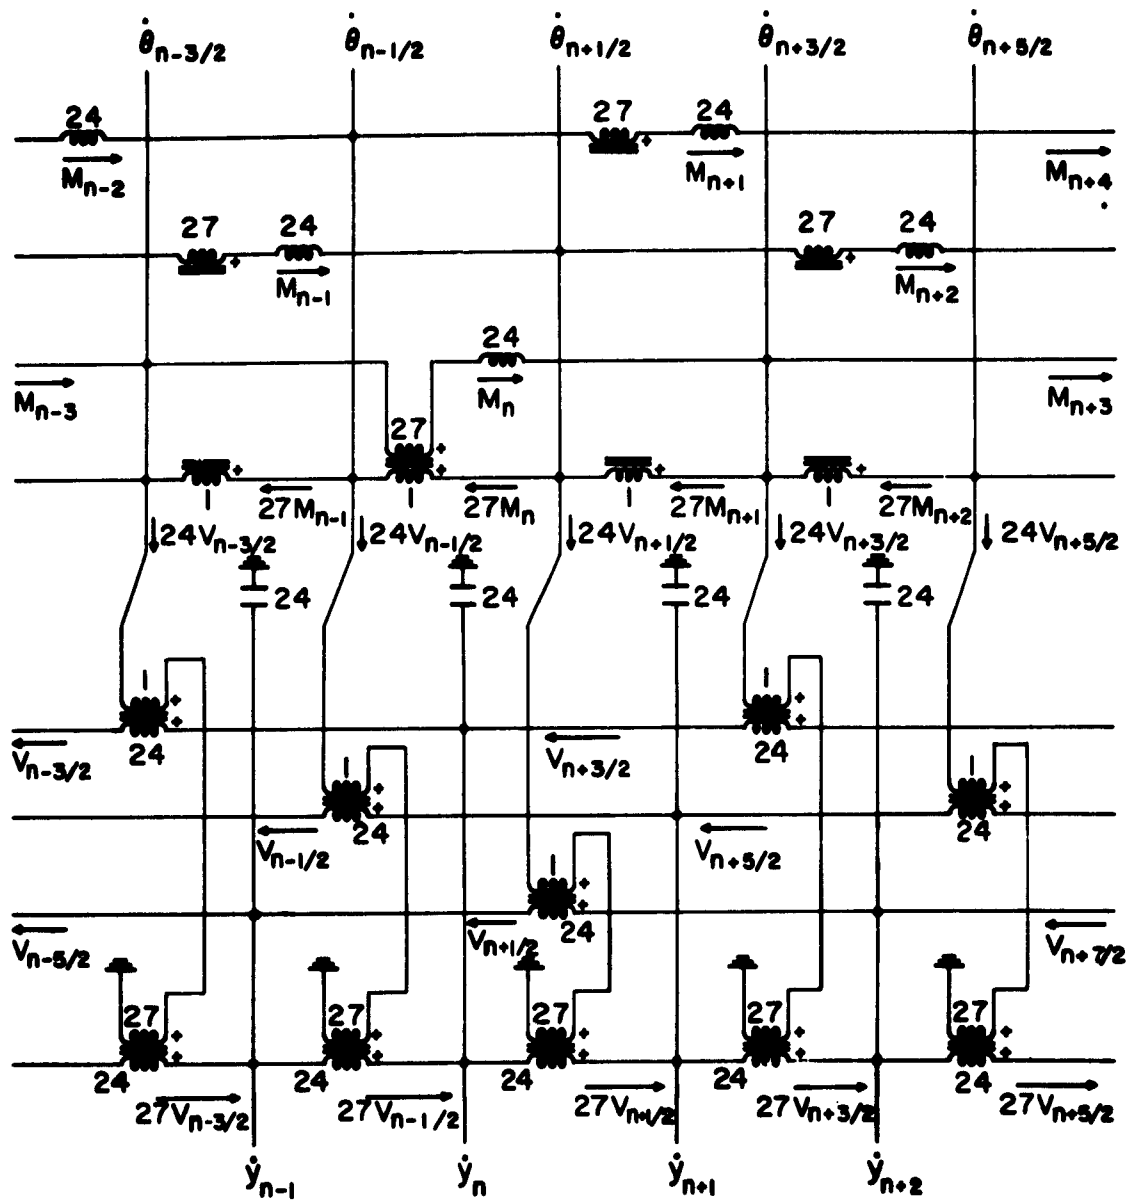 θ̇n-3/2 θ̇n-1/2 θ̇n+1/2 θ̇n+3/2 θ̇n+5/2
24 27 24
Mn-2 Mn+1 Mn+4
27 24 27 24
Mn-1 Mn+2
24
Mn-3 Mn Mn+3
27
1 27Mn-1 1 27Mn 1 27Mn+1 1 27Mn+2
24Vn-3/2 24Vn-1/2 24Vn+1/2 24Vn+3/2 24Vn+5/2
24 24 24 24
1 1
Vn-3/2 24 Vn+3/2 24
1 1
Vn-1/2 24 Vn+5/2 24
1
Vn-5/2 Vn+1/2 24 Vn+7/2
27 27 27 27 27
24 24 24 24 24
27Vn-3/2 27Vn-1/2 27Vn+1/2 27Vn+3/2 27Vn+5/2
ẏn-1 ẏn ẏn+1 ẏn+2